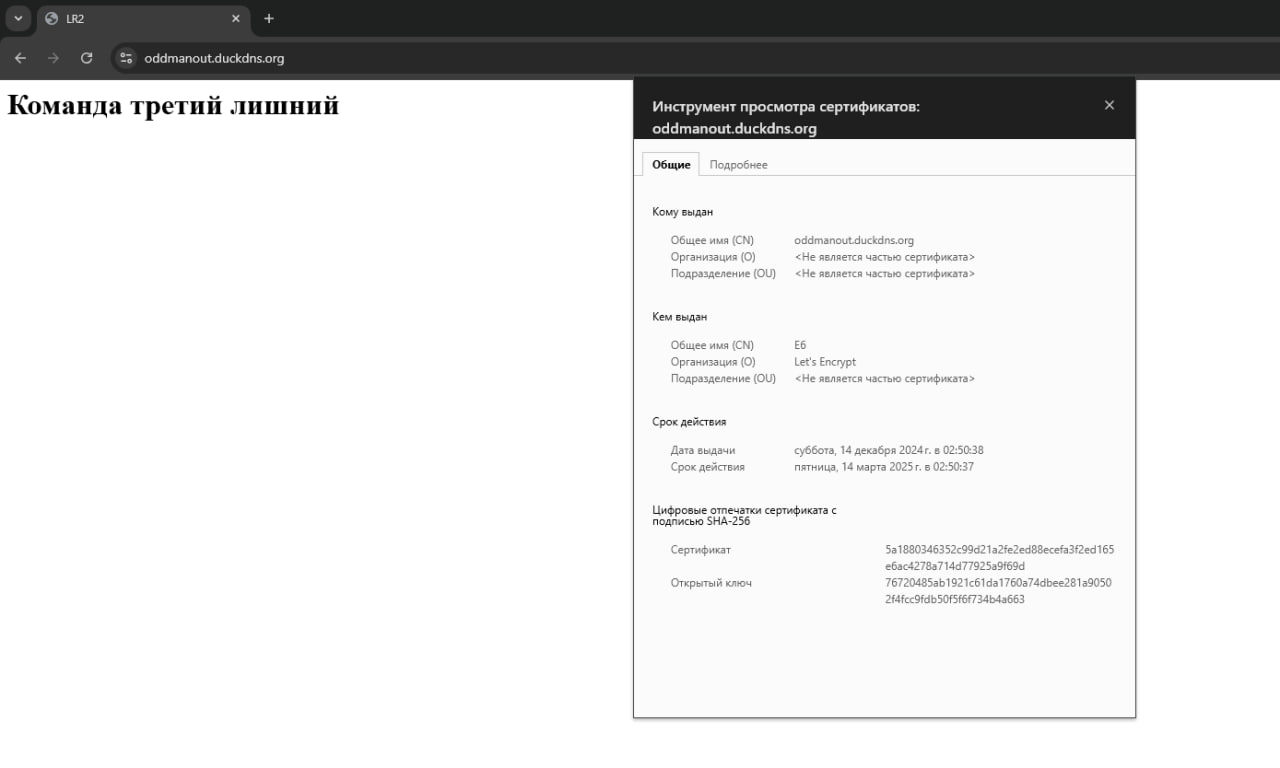 LR2
oddmanout.duckdns.org
Команда третий лишний
Инструмент просмотра сертификатов:
oddmanout.duckdns.org
Общие Подробнее
Кому выдан
Общее имя (CN) oddmanout.duckdns.org
Организация (O) <Не является частью сертификата>
Подразделение (OU) <Не является частью сертификата>
Кем выдан
Общее имя (CN) E6
Организация (O) Let's Encrypt
Подразделение (OU) <Не является частью сертификата>
Срок действия
Дата выдачи суббота, 14 декабря 2024 г. в 02:50:38
Срок действия пятница, 14 марта 2025 г. в 02:50:37
Цифровые отпечатки сертификата с
подписью SHA-256
Сертификат 5a1880346352c99d21a2fe2ed88ecefa3f2ed165
e6ac4278a714d77925a9f69d
Открытый ключ 76720485ab1921c61da1760a74dbee281a9050
2f4fcc9fdb50f5f6f734b4a663